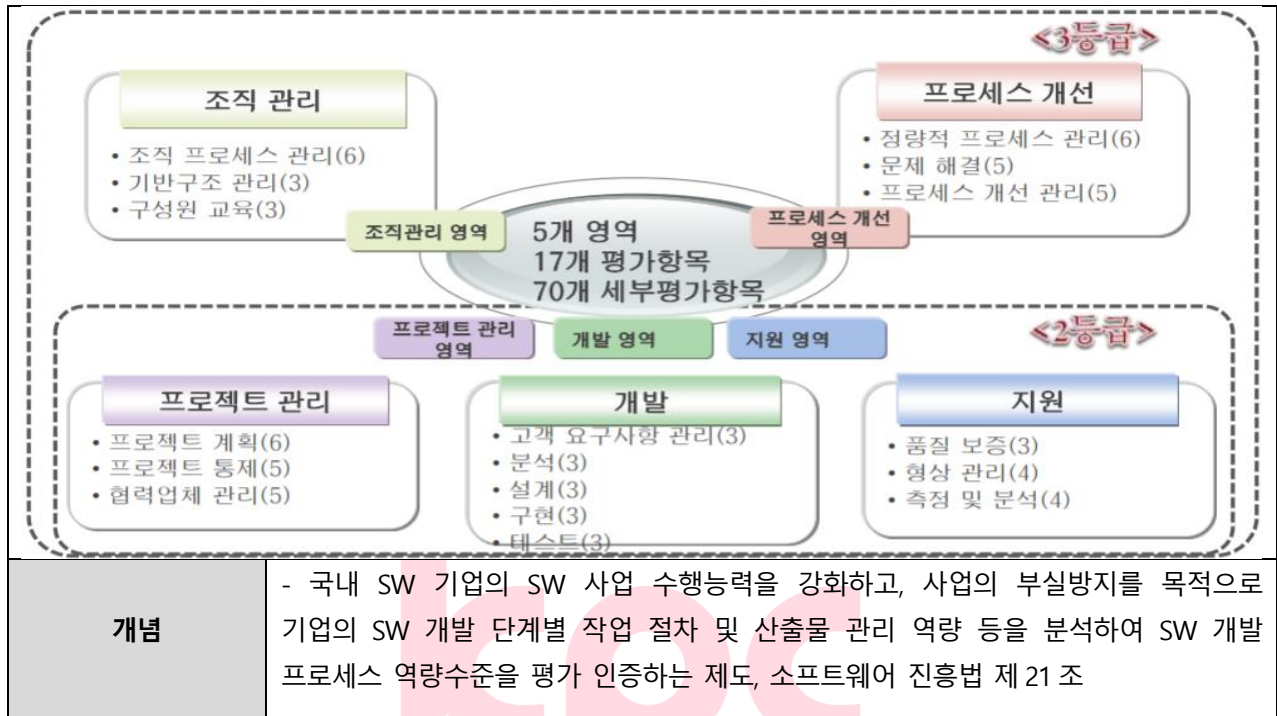 <3등급>
조직 관리
• 조직 프로세스 관리(6)
• 기반구조 관리(3)
• 구성원 교육(3)
프로세스 개선
• 정량적 프로세스 관리(6)
• 문제 해결(5)
• 프로세스 개선 관리(5)
조직관리 영역
프로세스 개선
영역
5개 영역
17개 평가항목
70개 세부평가항목
프로젝트 관리
영역
개발 영역
지원 영역
<2등급>
프로젝트 관리
• 프로젝트 계획(6)
• 프로젝트 통제(5)
• 협력업체 관리(5)
개발
• 고객 요구사항 관리(3)
• 분석(3)
• 설계(3)
• 구현(3)
• 테스트(3)
지원
• 품질 보증(3)
• 형상 관리(4)
• 측정 및 분석(4)
개념
- 국내 SW 기업의 SW 사업 수행능력을 강화하고, 사업의 부실방지를 목적으로
기업의 SW 개발 단계별 작업 절차 및 산출물 관리 역량 등을 분석하여 SW 개발
프로세스 역량수준을 평가 인증하는 제도, 소프트웨어 진흥법 제 21 조